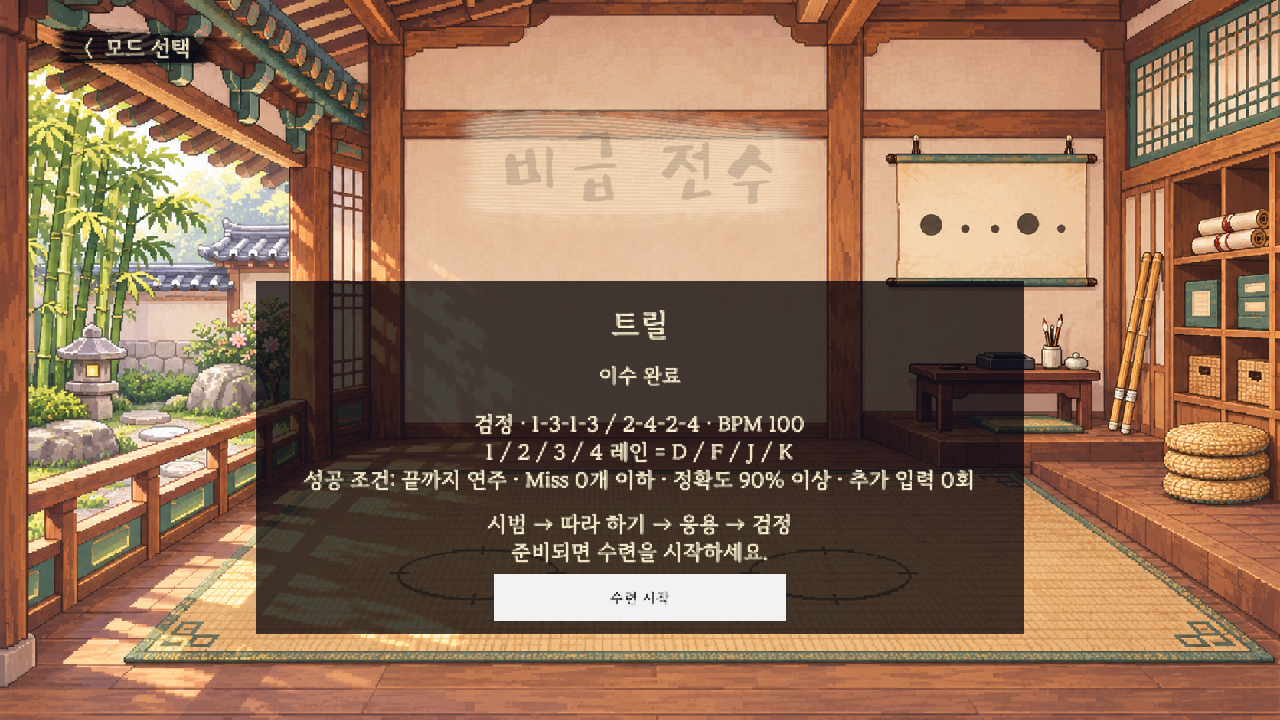 〈 모드 선택
비급 전수
트릴
이수 완료
검정 · 1-3-1-3 / 2-4-2-4 · BPM 100
1 / 2 / 3 / 4 레인 = D / F / J / K
성공 조건: 끝까지 연주 · Miss 0개 이하 · 정확도 90% 이상 · 추가 입력 0회
시범 → 따라 하기 → 응용 → 검정
준비되면 수련을 시작하세요.
수련 시작